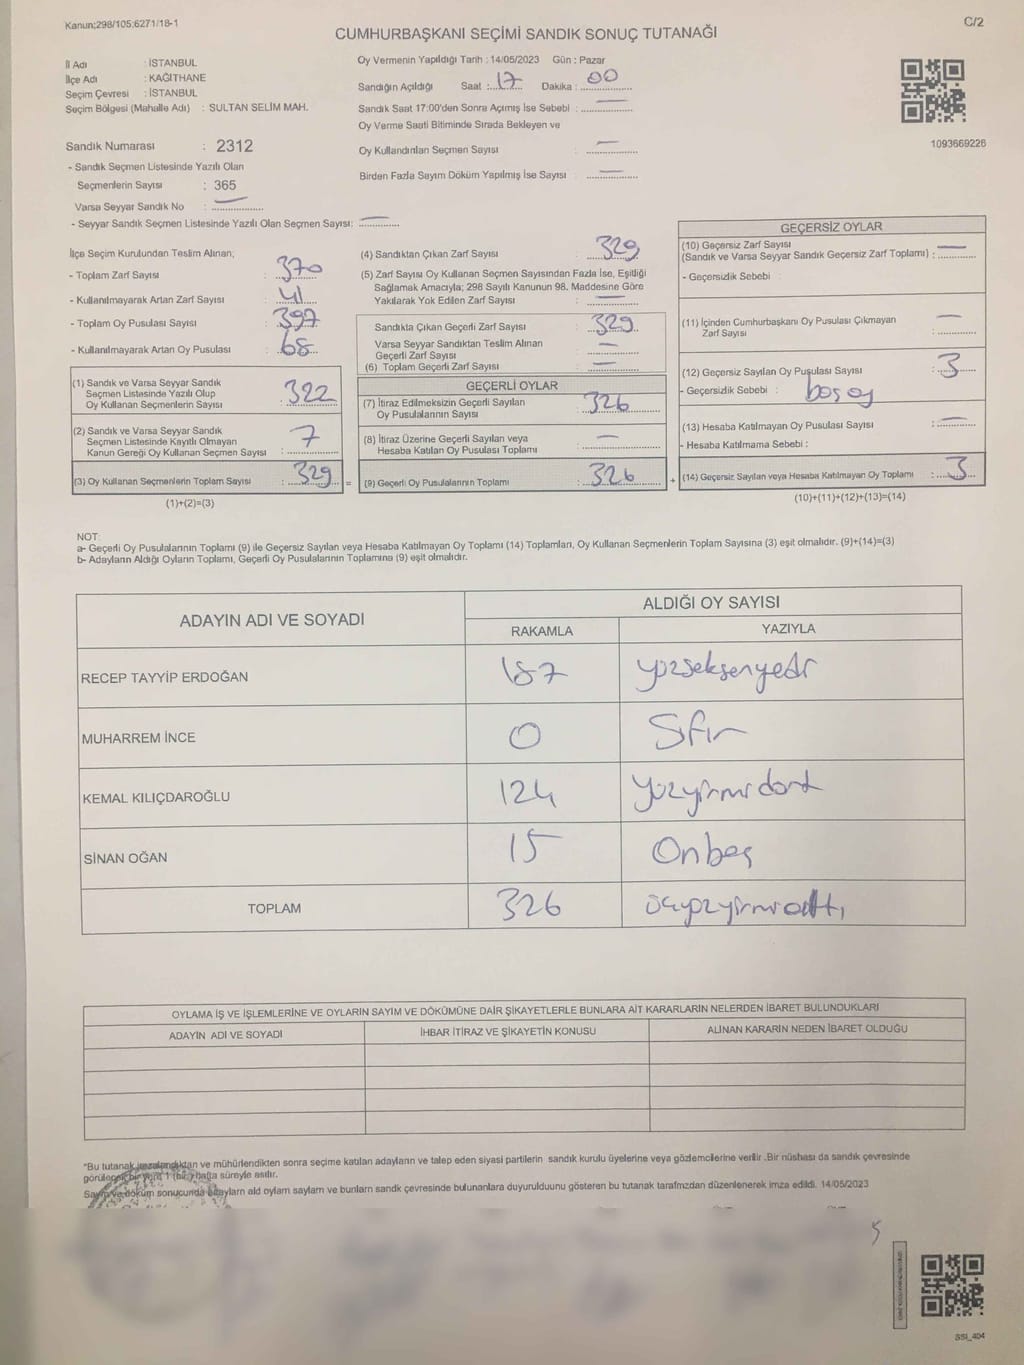 Kanun;298/105;6271/18-1
C/2
CUMHURBAŞKANI SEÇİMİ SANDIK SONUÇ TUTANAĞI
İl Adı : İSTANBUL
İlçe Adı : KAĞITHANE
Seçim Çevresi : İSTANBUL
Seçim Bölgesi (Mahalle Adı) : SULTAN SELİM MAH.
Sandık Numarası : 2312
- Sandık Seçmen Listesinde Yazılı Olan
Seçmenlerin Sayısı : 365
Varsa Seyyar Sandık No : —
- Seyyar Sandık Seçmen Listesinde Yazılı Olan Seçmen Sayısı: —
Oy Vermenin Yapıldığı Tarih : 14/05/2023 Gün : Pazar
Sandığın Açıldığı Saat : 17 Dakika : 00
Sandık Saat 17:00'den Sonra Açımış İse Sebebi : —
Oy Verme Saati Bitiminde Sırada Bekleyen ve
Oy Kullandırılan Seçmen Sayısı : —
Birden Fazla Sayım Döküm Yapılmış İse Sayısı : —
1093669226
İlçe Seçim Kurulundan Teslim Alınan;
- Toplam Zarf Sayısı : 370
- Kullanılmayarak Artan Zarf Sayısı : 41
- Toplam Oy Pusulası Sayısı : 397
- Kullanılmayarak Artan Oy Pusulası : 68
(1) Sandık ve Varsa Seyyar Sandık
Seçmen Listesinde Yazılı Olup
Oy Kullanan Seçmenlerin Sayısı : 322
(2) Sandık ve Varsa Seyyar Sandık
Seçmen Listesinde Kayıtlı Olmayan
Kanun Gereği Oy Kullanan Seçmen Sayısı : 7
(3) Oy Kullanan Seçmenlerin Toplam Sayısı : 329
(1)+(2)=(3)
=
(4) Sandıktan Çıkan Zarf Sayısı : 329
(5) Zarf Sayısı Oy Kullanan Seçmen Sayısından Fazla İse, Eşitliği
Sağlamak Amacıyla; 298 Sayılı Kanunun 98. Maddesine Göre
Yakılarak Yok Edilen Zarf Sayısı : —
Sandıkta Çıkan Geçerli Zarf Sayısı : 329
Varsa Seyyar Sandıktan Teslim Alınan
Geçerli Zarf Sayısı : —
(6) Toplam Geçerli Zarf Sayısı : —
GEÇERLİ OYLAR
(7) İtiraz Edilmeksizin Geçerli Sayılan
Oy Pusulalarının Sayısı : 326
(8) İtiraz Üzerine Geçerli Sayılan veya
Hesaba Katılan Oy Pusulası Toplamı : —
(9) Geçerli Oy Pusulalarının Toplamı : 326
+
GEÇERSİZ OYLAR
(10) Geçersiz Zarf Sayısı
(Sandık ve Varsa Seyyar Sandık Geçersiz Zarf Toplamı) : —
- Geçersizlik Sebebi :
(11) İçinden Cumhurbaşkanı Oy Pusulası Çıkmayan
Zarf Sayısı : —
(12) Geçersiz Sayılan Oy Pusulası Sayısı : 3
- Geçersizlik Sebebi : boş oy
(13) Hesaba Katılmayan Oy Pusulası Sayısı : —
- Hesaba Katılmama Sebebi :
(14) Geçersiz Sayılan veya Hesaba Katılmayan Oy Toplamı : 3
(10)+(11)+(12)+(13)=(14)
NOT:
a- Geçerli Oy Pusulalarının Toplamı (9) ile Geçersiz Sayılan veya Hesaba Katılmayan Oy Toplamı (14) Toplamları, Oy Kullanan Seçmenlerin Toplam Sayısına (3) eşit olmalıdır. (9)+(14)=(3)
b- Adayların Aldığı Oyların Toplamı, Geçerli Oy Pusulalarının Toplamına (9) eşit olmalıdır.
ADAYIN ADI VE SOYADI
ALDIĞI OY SAYISI
RAKAMLA YAZIYLA
RECEP TAYYİP ERDOĞAN 187 yüzseksenyedi
MUHARREM İNCE 0 Sıfır
KEMAL KILIÇDAROĞLU 124 Yüzyirmidört
SİNAN OĞAN 15 Onbeş
TOPLAM 326 üçyüzyirmialtı
OYLAMA İŞ VE İŞLEMLERİNE VE OYLARIN SAYIM VE DÖKÜMÜNE DAİR ŞİKAYETLERLE BUNLARA AİT KARARLARIN NELERDEN İBARET BULUNDUKLARI
ADAYIN ADI VE SOYADI İHBAR İTİRAZ VE ŞİKAYETİN KONUSU ALINAN KARARIN NEDEN İBARET OLDUĞU
*Bu tutanak imzalandıktan ve mühürlendikten sonra seçime katılan adayların ve talep eden siyasi partilerin sandık kurulu üyelerine veya gözlemcilerine verilir .Bir nüshası da sandık çevresinde
görülecek bir yere 1 (bir) hafta süreyle asılır.
Sayım ve döküm sonucunda adayların ald oylam saylarn ve bunlarn sandk çevresinde bulunanlara duyurulduunu gösteren bu tutanak tarafmzdan düzenlenerek imza edildi. 14/05/2023
5
SSI_404